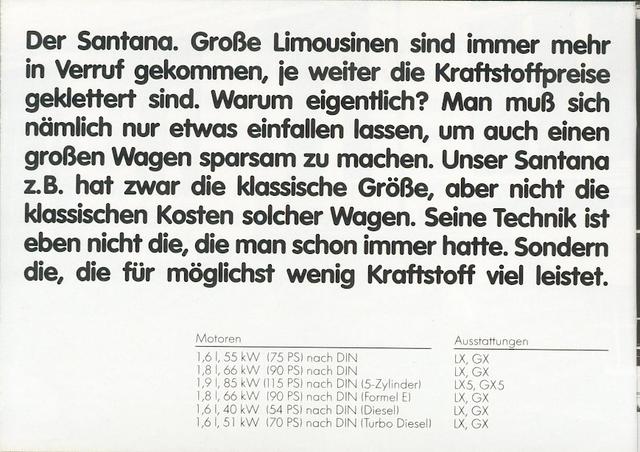 Der Santana. Große Limousinen sind immer mehr
in Verruf gekommen, je weiter die Kraftstoffpreise
geklettert sind. Warum eigentlich? Man muß sich
nämlich nur etwas einfallen lassen, um auch einen
großen Wagen sparsam zu machen. Unser Santana
z.B. hat zwar die klassische Größe, aber nicht die
klassischen Kosten solcher Wagen. Seine Technik ist
eben nicht die, die man schon immer hatte. Sondern
die, die für möglichst wenig Kraftstoff viel leistet.
Motoren Ausstattungen
1,6 l, 55 kW (75 PS) nach DIN LX, GX
1,8 l, 66 kW (90 PS) nach DIN LX, GX
1,9 l, 85 kW (115 PS) nach DIN (5-Zylinder) LX5, GX5
1,8 l, 66 kW (90 PS) nach DIN (Formel E) LX, GX
1,6 l, 40 kW (54 PS) nach DIN (Diesel) LX, GX
1,6 l, 51 kW (70 PS) nach DIN (Turbo Diesel) LX, GX